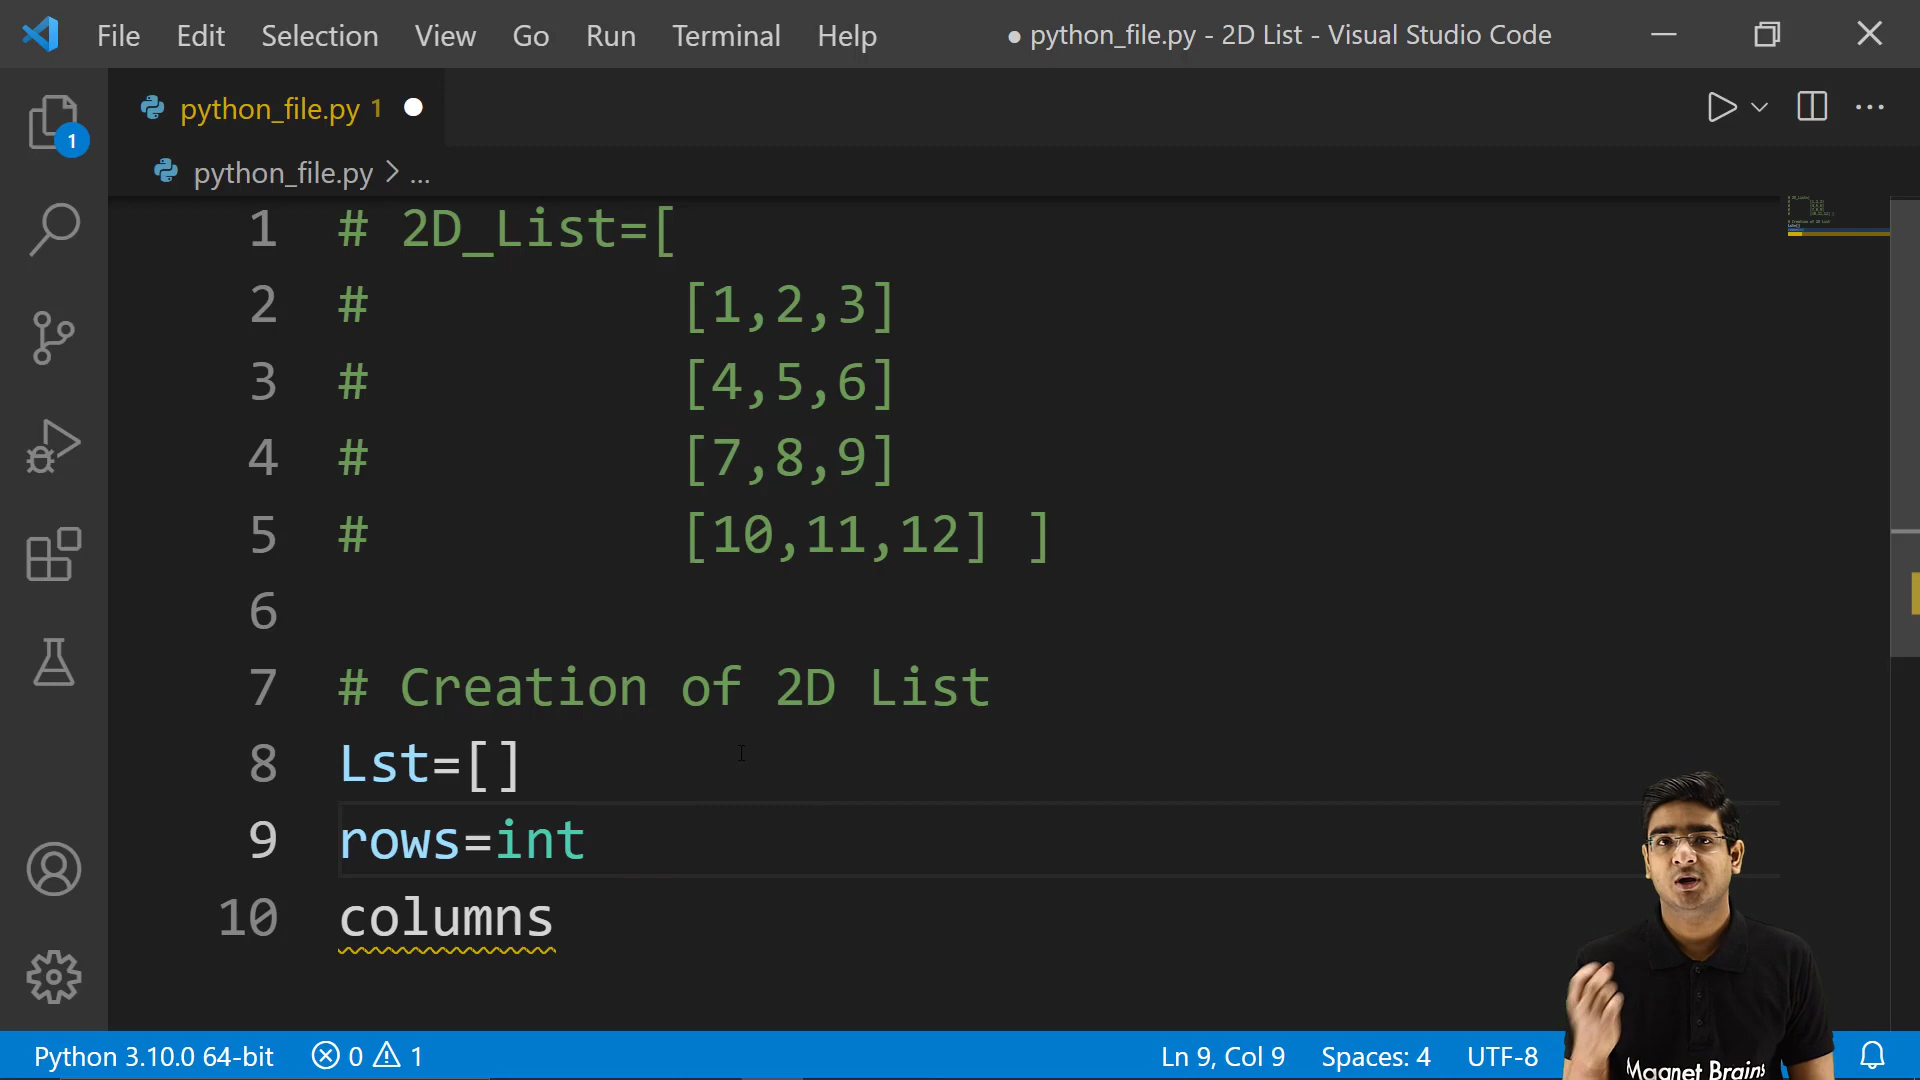 File Edit Selection View Go Run Terminal Help ● python_file.py - 2D List - Visual Studio Code
python_file.py 1 ●
1
python_file.py > ...
1 # 2D_List=[
2 #           [1,2,3]
3 #           [4,5,6]
4 #           [7,8,9]
5 #           [10,11,12] ]
6
7 # Creation of 2D List
8 Lst=[]
9 rows=int
10 columns
Magnet Brains
Python 3.10.0 64-bit 0 1 Ln 9, Col 9 Spaces: 4 UTF-8